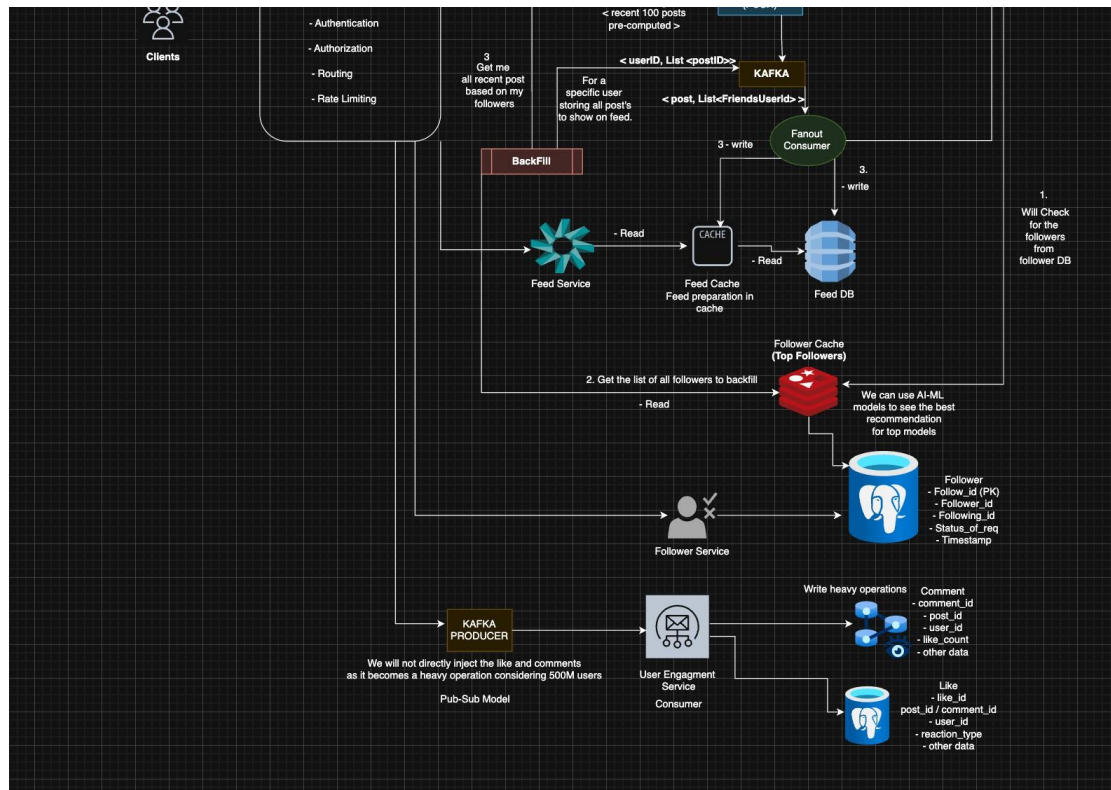 Clients
- Authentication
- Authorization
- Routing
- Rate Limiting
< recent 100 posts
pre-computed >
3
Get me
all recent post
based on my
followers
< userID, List <postID>>
For a
specific user
storing all post's
to show on feed.
KAFKA
< post, List<FriendsUserId> >
Fanout
Consumer
BackFill
3 - write
3.
- write
1.
Will Check
for the
followers
from
follower DB
- Read
CACHE
- Read
Feed Service
Feed Cache
Feed preparation in
cache
Feed DB
Follower Cache
(Top Followers)
2. Get the list of all followers to backfill
- Read
We can use AI-ML
models to see the best
recommendation
for top models
Follower
- Follow_id (PK)
- Follower_id
- Following_id
- Status_of_req
- Timestamp
Follower Service
Write heavy operations
Comment
- comment_id
- post_id
- user_id
- like_count
- other data
KAFKA
PRODUCER
We will not directly inject the like and comments
as it becomes a heavy operation considering 500M users
Pub-Sub Model
User Engagment
Service
Consumer
Like
- like_id
post_id / comment_id
- user_id
- reaction_type
- other data